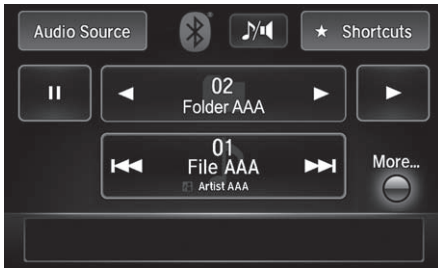 Audio Source
★ Shortcuts
02
Folder AAA
01
File AAA
Artist AAA
More...